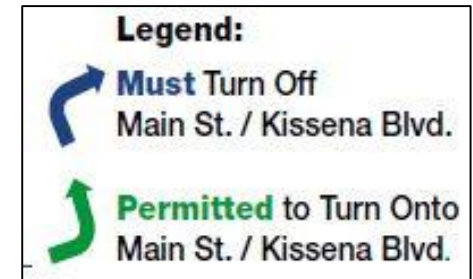 Legend:
Must Turn Off
Main St. / Kissena Blvd.
Permitted to Turn Onto
Main St. / Kissena Blvd.